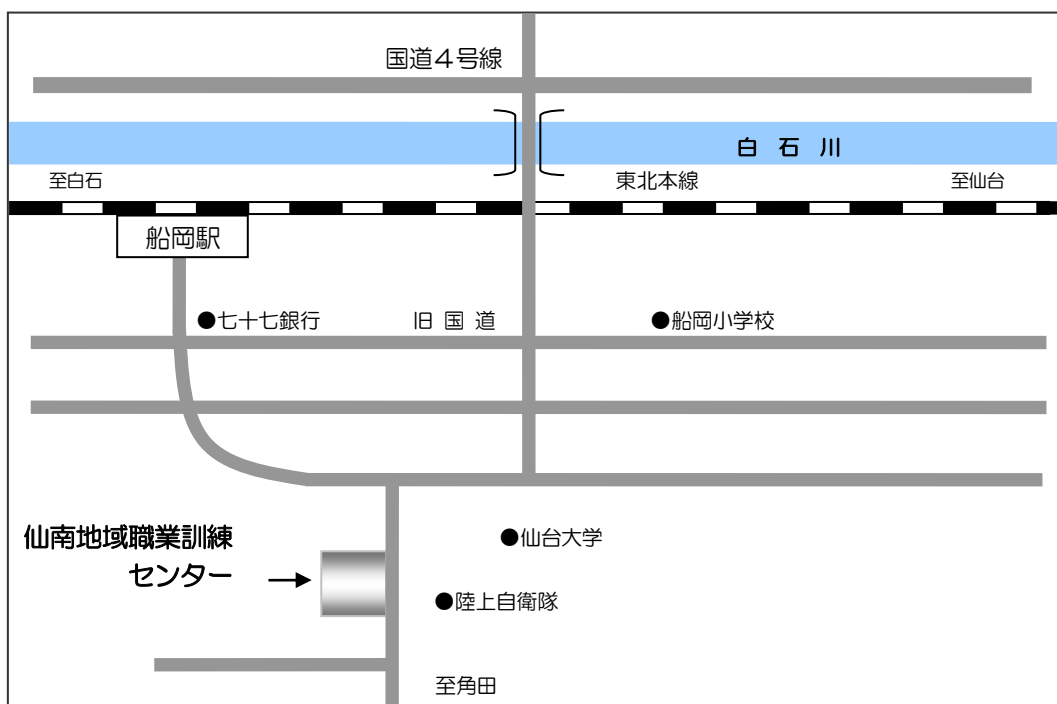 国道4号線
白 石 川
至白石
東北本線
至仙台
船岡駅
●七十七銀行
旧 国 道
●船岡小学校
仙南地域職業訓練
センター
●仙台大学
●陸上自衛隊
至角田